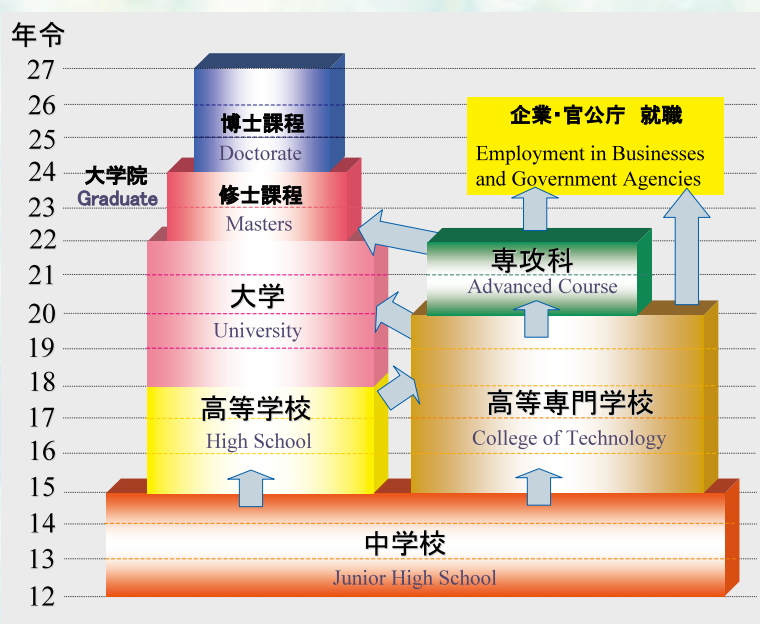 年令
27
26
25
24
23
22
21
20
19
18
17
16
15
14
13
12
博士課程
Doctorate
大学院
Graduate
修士課程
Masters
大学
University
高等学校
High School
企業・官公庁　就職
Employment in Businesses
and Government Agencies
専攻科
Advanced Course
高等専門学校
College of Technology
中学校
Junior High School